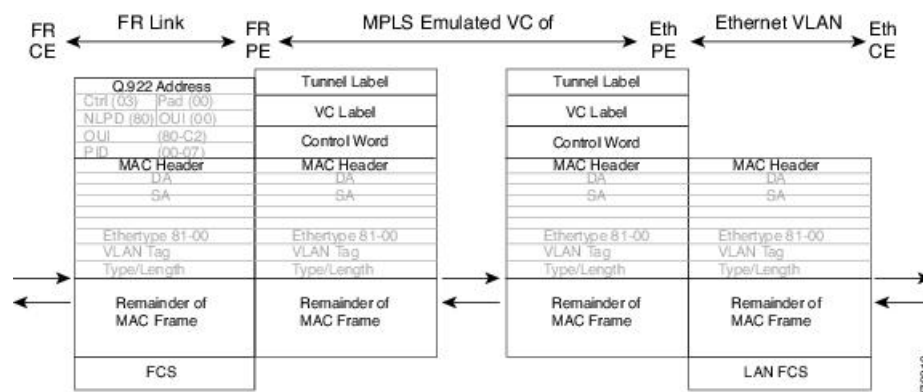 FR CE
FR Link
FR PE
MPLS Emulated VC of
Eth PE
Ethernet VLAN
Eth CE
Q.922 Address
Ctrl (03) Pad (00)
NLPD (80) OUI (00)
OUI (80-C2)
PID (00-07)
MAC Header
DA
SA
Ethertype 81-00
VLAN Tag
Type/Length
Remainder of
MAC Frame
FCS
Tunnel Label
VC Label
Control Word
MAC Header
DA
SA
Ethertype 81-00
VLAN Tag
Type/Length
Remainder of
MAC Frame
Tunnel Label
VC Label
Control Word
MAC Header
DA
SA
Ethertype 81-00
VLAN Tag
Type/Length
Remainder of
MAC Frame
MAC Header
DA
SA
Ethertype 81-00
VLAN Tag
Type/Length
Remainder of
MAC Frame
LAN FCS